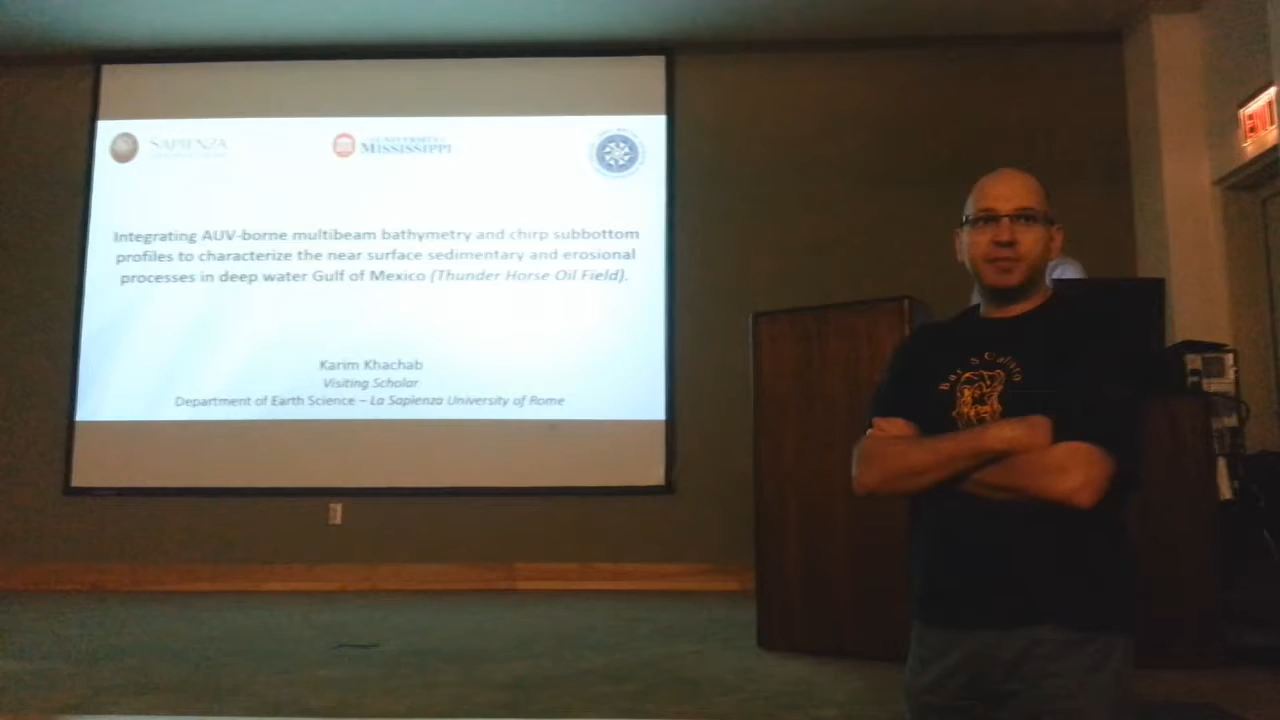 SAPIENZA
UNIVERSITY
MISSISSIPPI
Integrating AUV-borne multibeam bathymetry and chirp subbottom
profiles to characterize the near surface sedimentary and erosional
processes in deep water Gulf of Mexico (Thunder Horse Oil Field).
Karim Khachab
Visiting Scholar
Department of Earth Science – La Sapienza University of Rome
EXIT